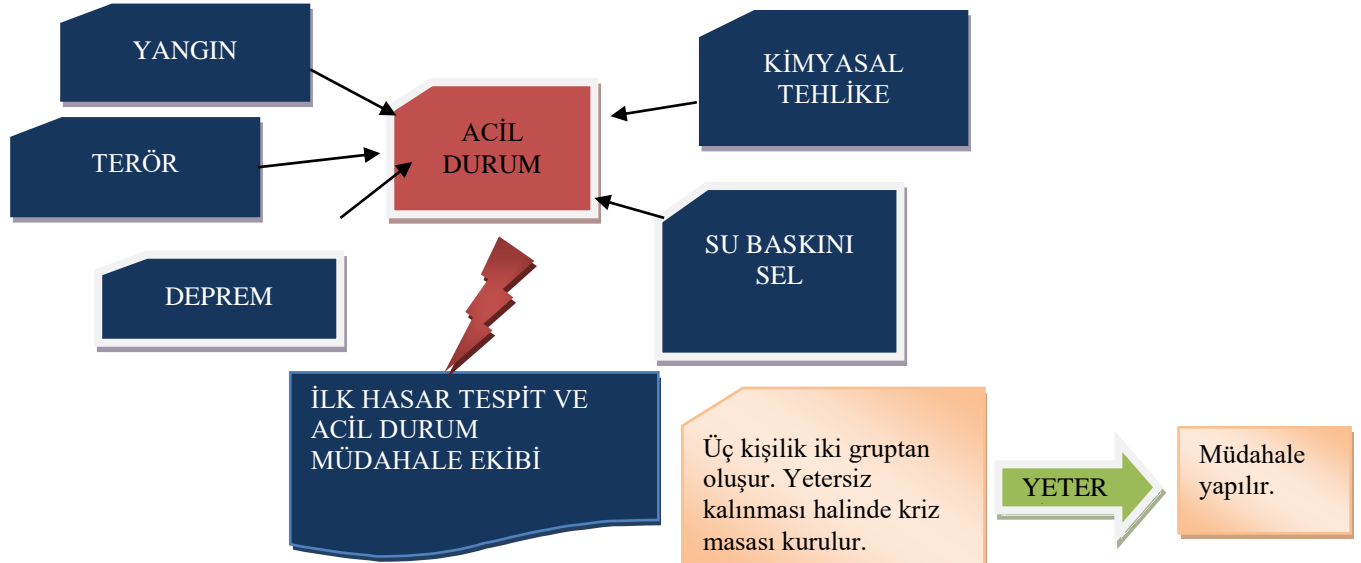 YANGIN
KİMYASAL
TEHLİKE
ACİL
DURUM
TERÖR
SU BASKINI
SEL
DEPREM
İLK HASAR TESPİT VE
ACİL DURUM
MÜDAHALE EKİBİ
Üç kişilik iki gruptan
oluşur. Yetersiz
kalınması halinde kriz
masası kurulur.
YETER
Müdahale
yapılır.